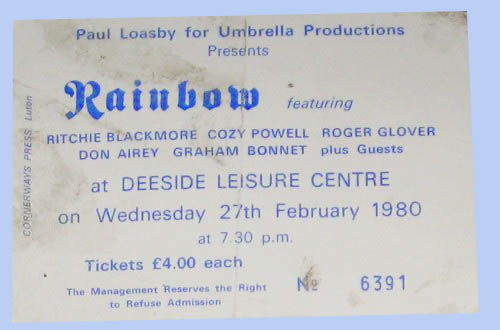 Paul Loasby for Umbrella Productions
Presents
Rainbow featuring
RITCHIE BLACKMORE COZY POWELL ROGER GLOVER
DON AIREY GRAHAM BONNET plus Guests
at DEESIDE LEISURE CENTRE
on Wednesday 27th February 1980
at 7.30 p.m.
Tickets £4.00 each
The Management Reserves the Right
to Refuse Admission
Nº 6391
CORNERWAYS PRESS Luton